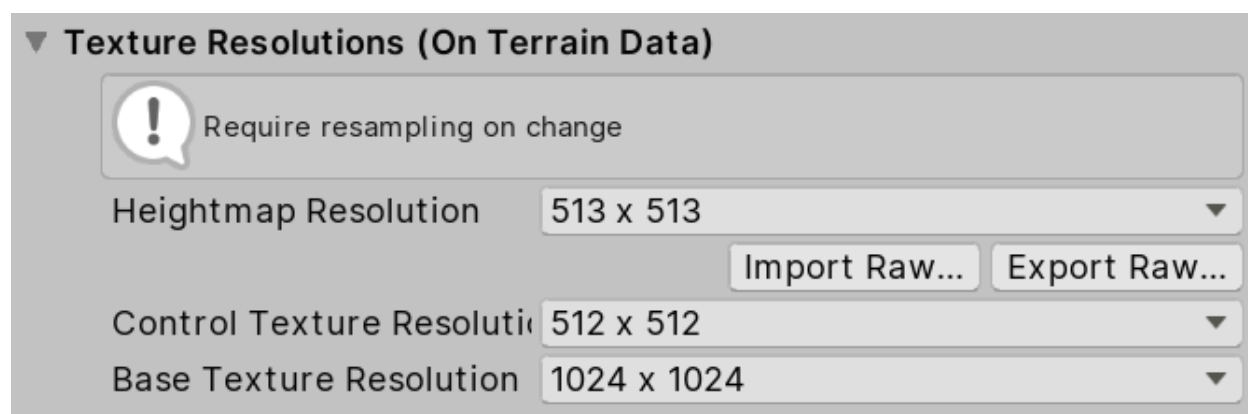 Texture Resolutions (On Terrain Data)
Require resampling on change
Heightmap Resolution 513 x 513
Import Raw... Export Raw...
Control Texture Resoluti 512 x 512
Base Texture Resolution 1024 x 1024